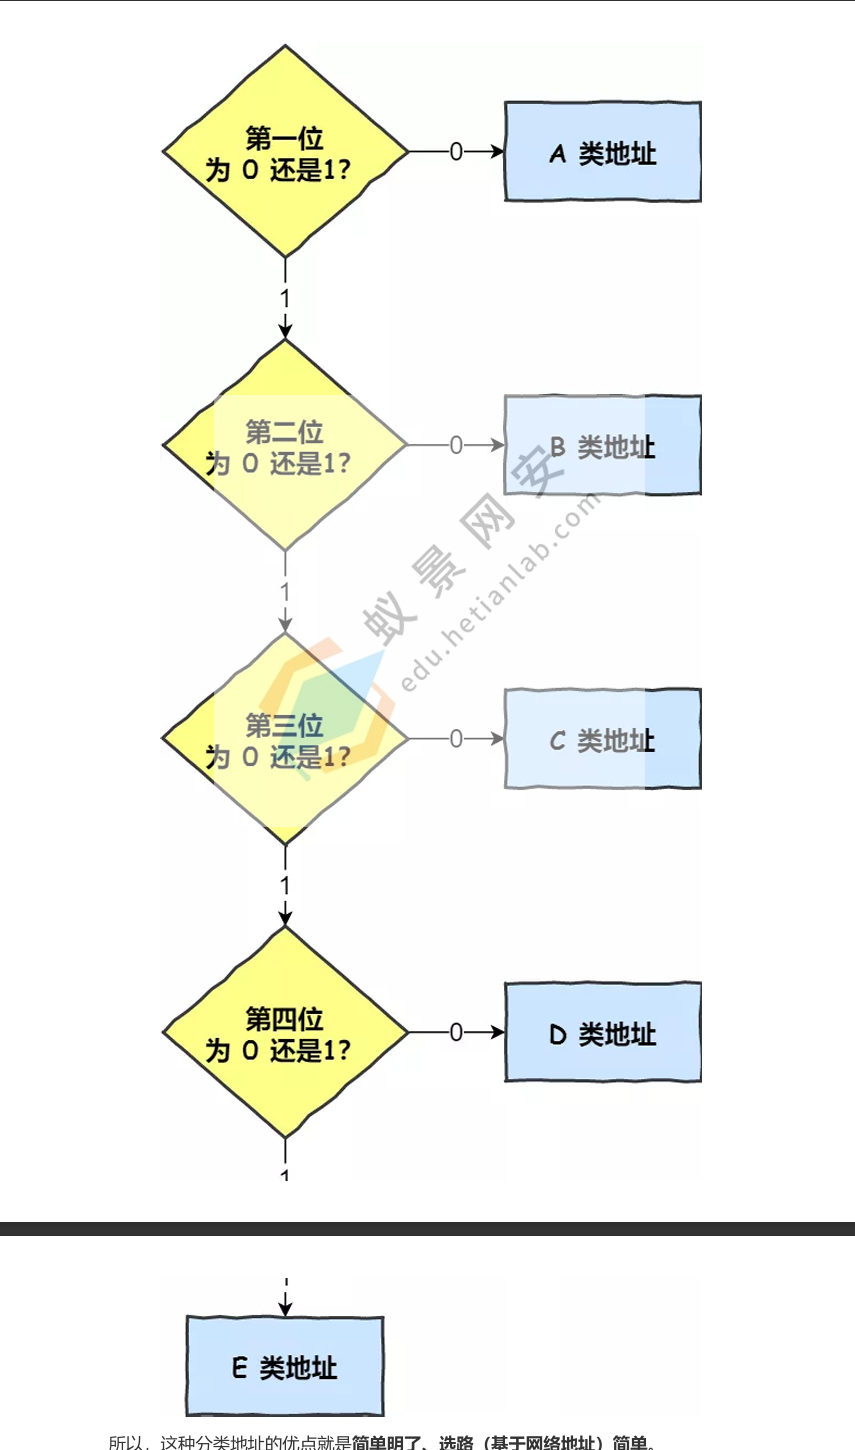 第一位
为 0 还是1?
0
A 类地址
1
第二位
为 0 还是1?
0
B 类地址
1
蚁景网安
edu.hetianlab.com
第三位
为 0 还是1?
0
C 类地址
1
第四位
为 0 还是1?
0
D 类地址
1
E 类地址
所以，这种分类地址的优点就是简单明了、选路（基于网络地址）简单。